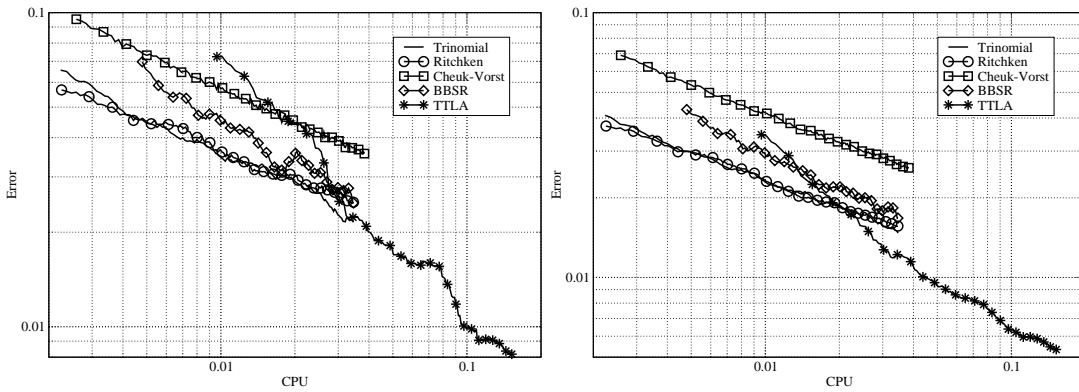 0.1
Error
0.01
0.01
0.1
CPU
Trinomial
Ritchken
Cheuk-Vorst
BBSR
TTLA
0.1
Error
0.01
0.01
0.1
CPU
Trinomial
Ritchken
Cheuk-Vorst
BBSR
TTLA